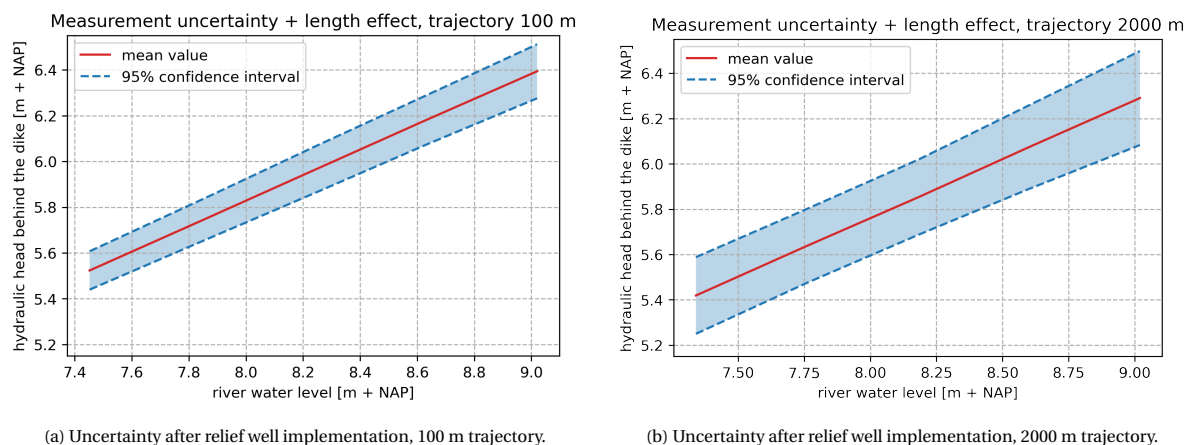 Measurement uncertainty + length effect, trajectory 100 m
mean value
95% confidence interval
hydraulic head behind the dike [m + NAP]
6.4
6.2
6.0
5.8
5.6
5.4
5.2
7.4 7.6 7.8 8.0 8.2 8.4 8.6 8.8 9.0
river water level [m + NAP]
(a) Uncertainty after relief well implementation, 100 m trajectory.
Measurement uncertainty + length effect, trajectory 2000 m
mean value
95% confidence interval
hydraulic head behind the dike [m + NAP]
6.4
6.2
6.0
5.8
5.6
5.4
5.2
7.50 7.75 8.00 8.25 8.50 8.75 9.00
river water level [m + NAP]
(b) Uncertainty after relief well implementation, 2000 m trajectory.